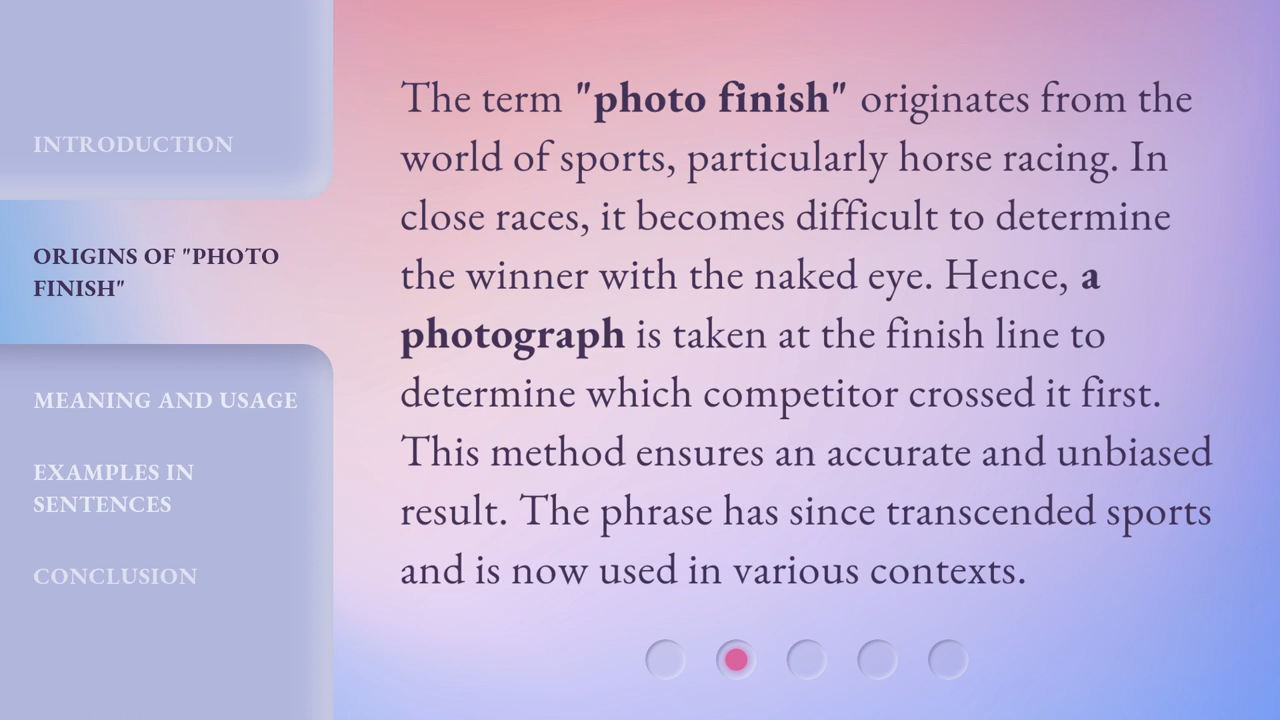 INTRODUCTION
ORIGINS OF "PHOTO
FINISH"
MEANING AND USAGE
EXAMPLES IN
SENTENCES
CONCLUSION
The term "photo finish" originates from the
world of sports, particularly horse racing. In
close races, it becomes difficult to determine
the winner with the naked eye. Hence, a
photograph is taken at the finish line to
determine which competitor crossed it first.
This method ensures an accurate and unbiased
result. The phrase has since transcended sports
and is now used in various contexts.